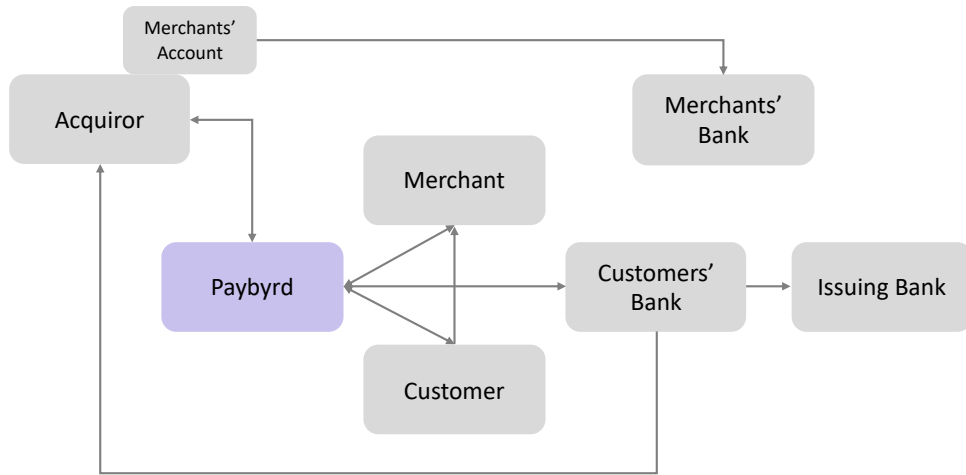 Merchants’
Account
Acquiror
Merchants’
Bank
Merchant
Paybyrd
Customers’
Bank
Issuing Bank
Customer